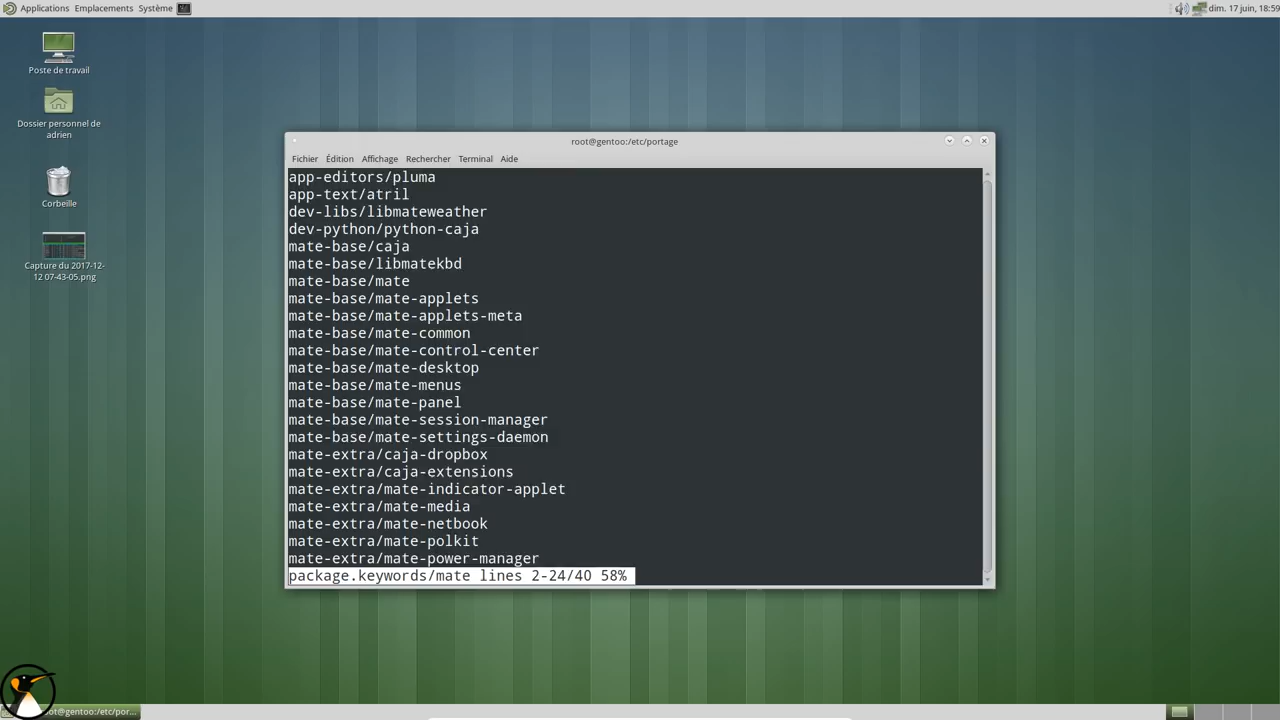 Applications Emplacements Système
dim. 17 juin, 18:59
Poste de travail
Dossier personnel de
adrien
Corbeille
Capture du 2017-12-
12 07-43-05.png
root@gentoo:/etc/portage
Fichier Édition Affichage Rechercher Terminal Aide
app-editors/pluma
app-text/atril
dev-libs/libmateweather
dev-python/python-caja
mate-base/caja
mate-base/libmatekbd
mate-base/mate
mate-base/mate-applets
mate-base/mate-applets-meta
mate-base/mate-common
mate-base/mate-control-center
mate-base/mate-desktop
mate-base/mate-menus
mate-base/mate-panel
mate-base/mate-session-manager
mate-base/mate-settings-daemon
mate-extra/caja-dropbox
mate-extra/caja-extensions
mate-extra/mate-indicator-applet
mate-extra/mate-media
mate-extra/mate-netbook
mate-extra/mate-polkit
mate-extra/mate-power-manager
package.keywords/mate lines 2-24/40 58%
oot@gentoo:/etc/por...